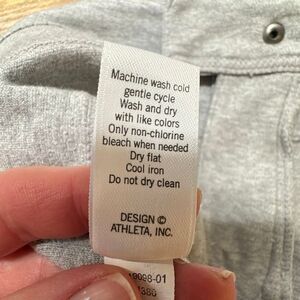 Machine wash cold
gentle cycle
Wash and dry
with like colors
Only non-chlorine
bleach when needed
Dry flat
Cool iron
Do not dry clean
DESIGN ©
ATHLETA, INC.